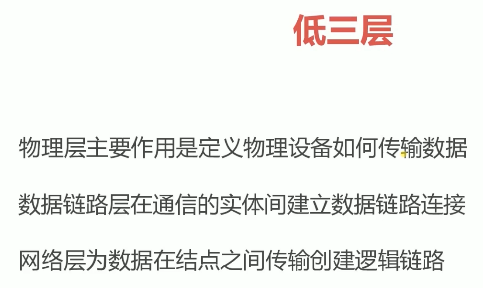 低三层
物理层主要作用是定义物理设备如何传输数据
数据链路层在通信的实体间建立数据链路连接
网络层为数据在结点之间传输创建逻辑链路